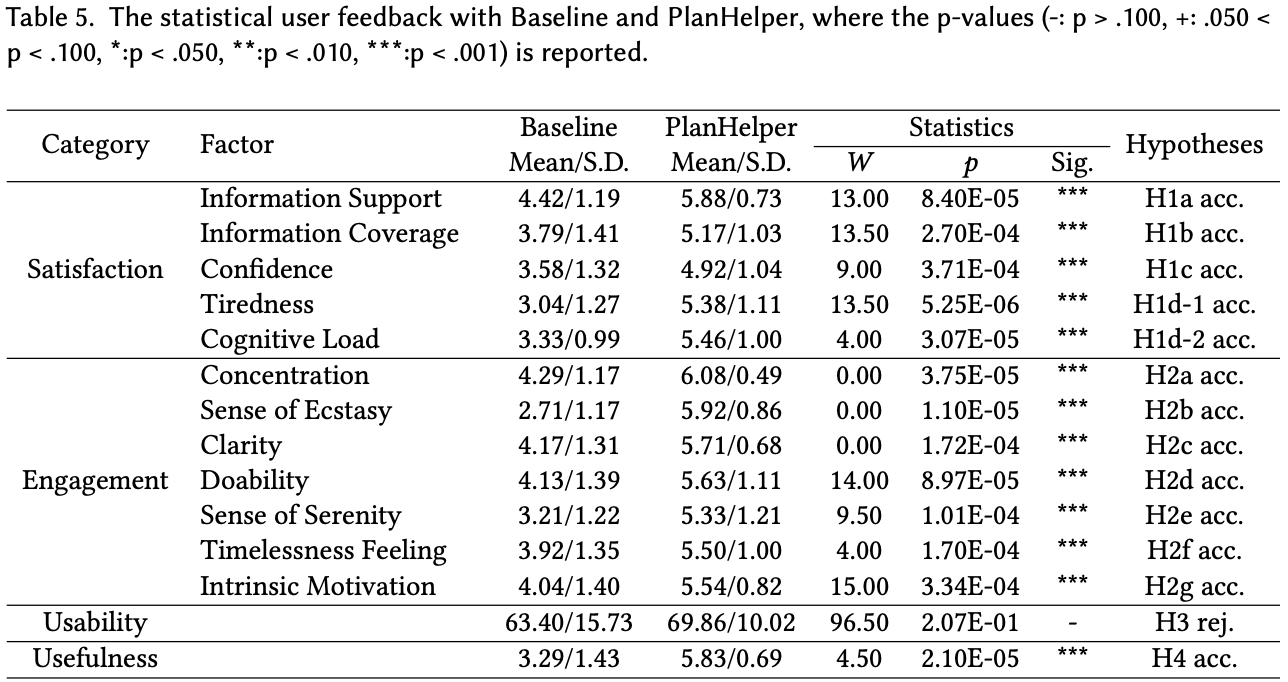 Table 5. The statistical user feedback with Baseline and PlanHelper, where the p-values (-: p > .100, +: .050 <
p < .100, *:p < .050, **:p < .010, ***:p < .001) is reported.
Category Factor Baseline PlanHelper Statistics Hypotheses
Mean/S.D. Mean/S.D. W p Sig.
Information Support 4.42/1.19 5.88/0.73 13.00 8.40E-05 *** H1a acc.
Information Coverage 3.79/1.41 5.17/1.03 13.50 2.70E-04 *** H1b acc.
Satisfaction Confidence 3.58/1.32 4.92/1.04 9.00 3.71E-04 *** H1c acc.
Tiredness 3.04/1.27 5.38/1.11 13.50 5.25E-06 *** H1d-1 acc.
Cognitive Load 3.33/0.99 5.46/1.00 4.00 3.07E-05 *** H1d-2 acc.
Concentration 4.29/1.17 6.08/0.49 0.00 3.75E-05 *** H2a acc.
Sense of Ecstasy 2.71/1.17 5.92/0.86 0.00 1.10E-05 *** H2b acc.
Clarity 4.17/1.31 5.71/0.68 0.00 1.72E-04 *** H2c acc.
Engagement Doability 4.13/1.39 5.63/1.11 14.00 8.97E-05 *** H2d acc.
Sense of Serenity 3.21/1.22 5.33/1.21 9.50 1.01E-04 *** H2e acc.
Timelessness Feeling 3.92/1.35 5.50/1.00 4.00 1.70E-04 *** H2f acc.
Intrinsic Motivation 4.04/1.40 5.54/0.82 15.00 3.34E-04 *** H2g acc.
Usability 63.40/15.73 69.86/10.02 96.50 2.07E-01 - H3 rej.
Usefulness 3.29/1.43 5.83/0.69 4.50 2.10E-05 *** H4 acc.